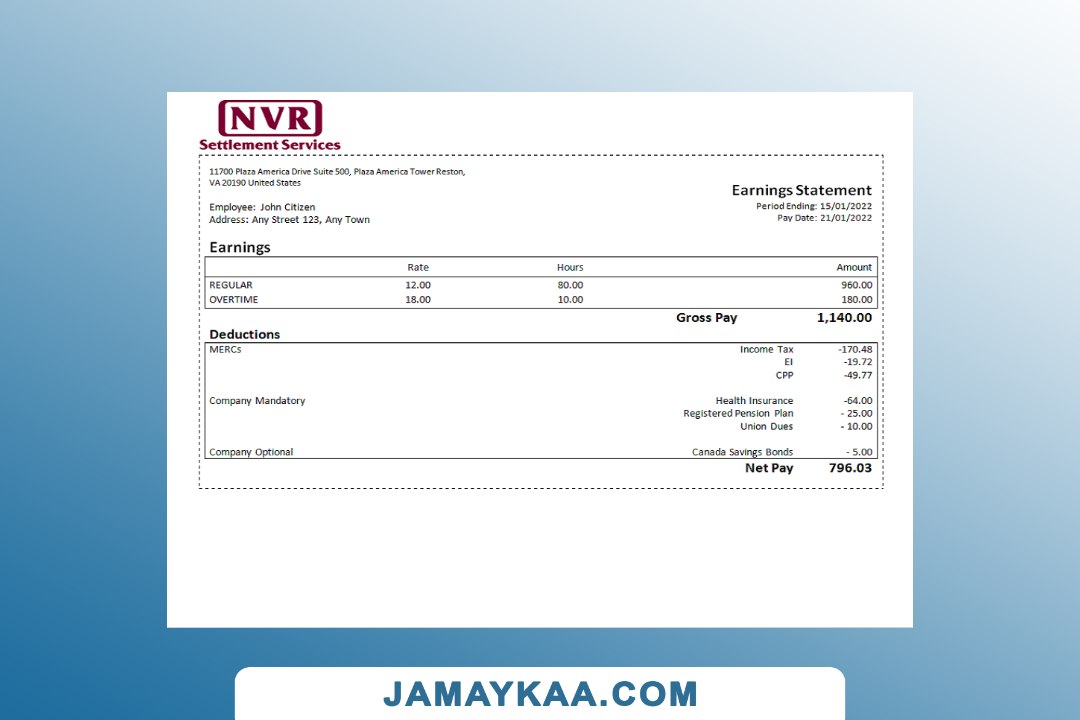 NVR
Settlement Services
11700 Plaza America Drive Suite 500, Plaza America Tower Reston,
VA 20190 United States
Earnings Statement
Period Ending: 15/01/2022
Pay Date: 21/01/2022
Employee: John Citizen
Address: Any Street 123, Any Town
Earnings
Rate Hours Amount
REGULAR 12.00 80.00 960.00
OVERTIME 18.00 10.00 180.00
Gross Pay 1,140.00
Deductions
MERCs Income Tax -170.48
EI -19.72
CPP -49.77
Company Mandatory Health Insurance -64.00
Registered Pension Plan - 25.00
Union Dues - 10.00
Company Optional Canada Savings Bonds - 5.00
Net Pay 796.03
JAMAYKAA.COM